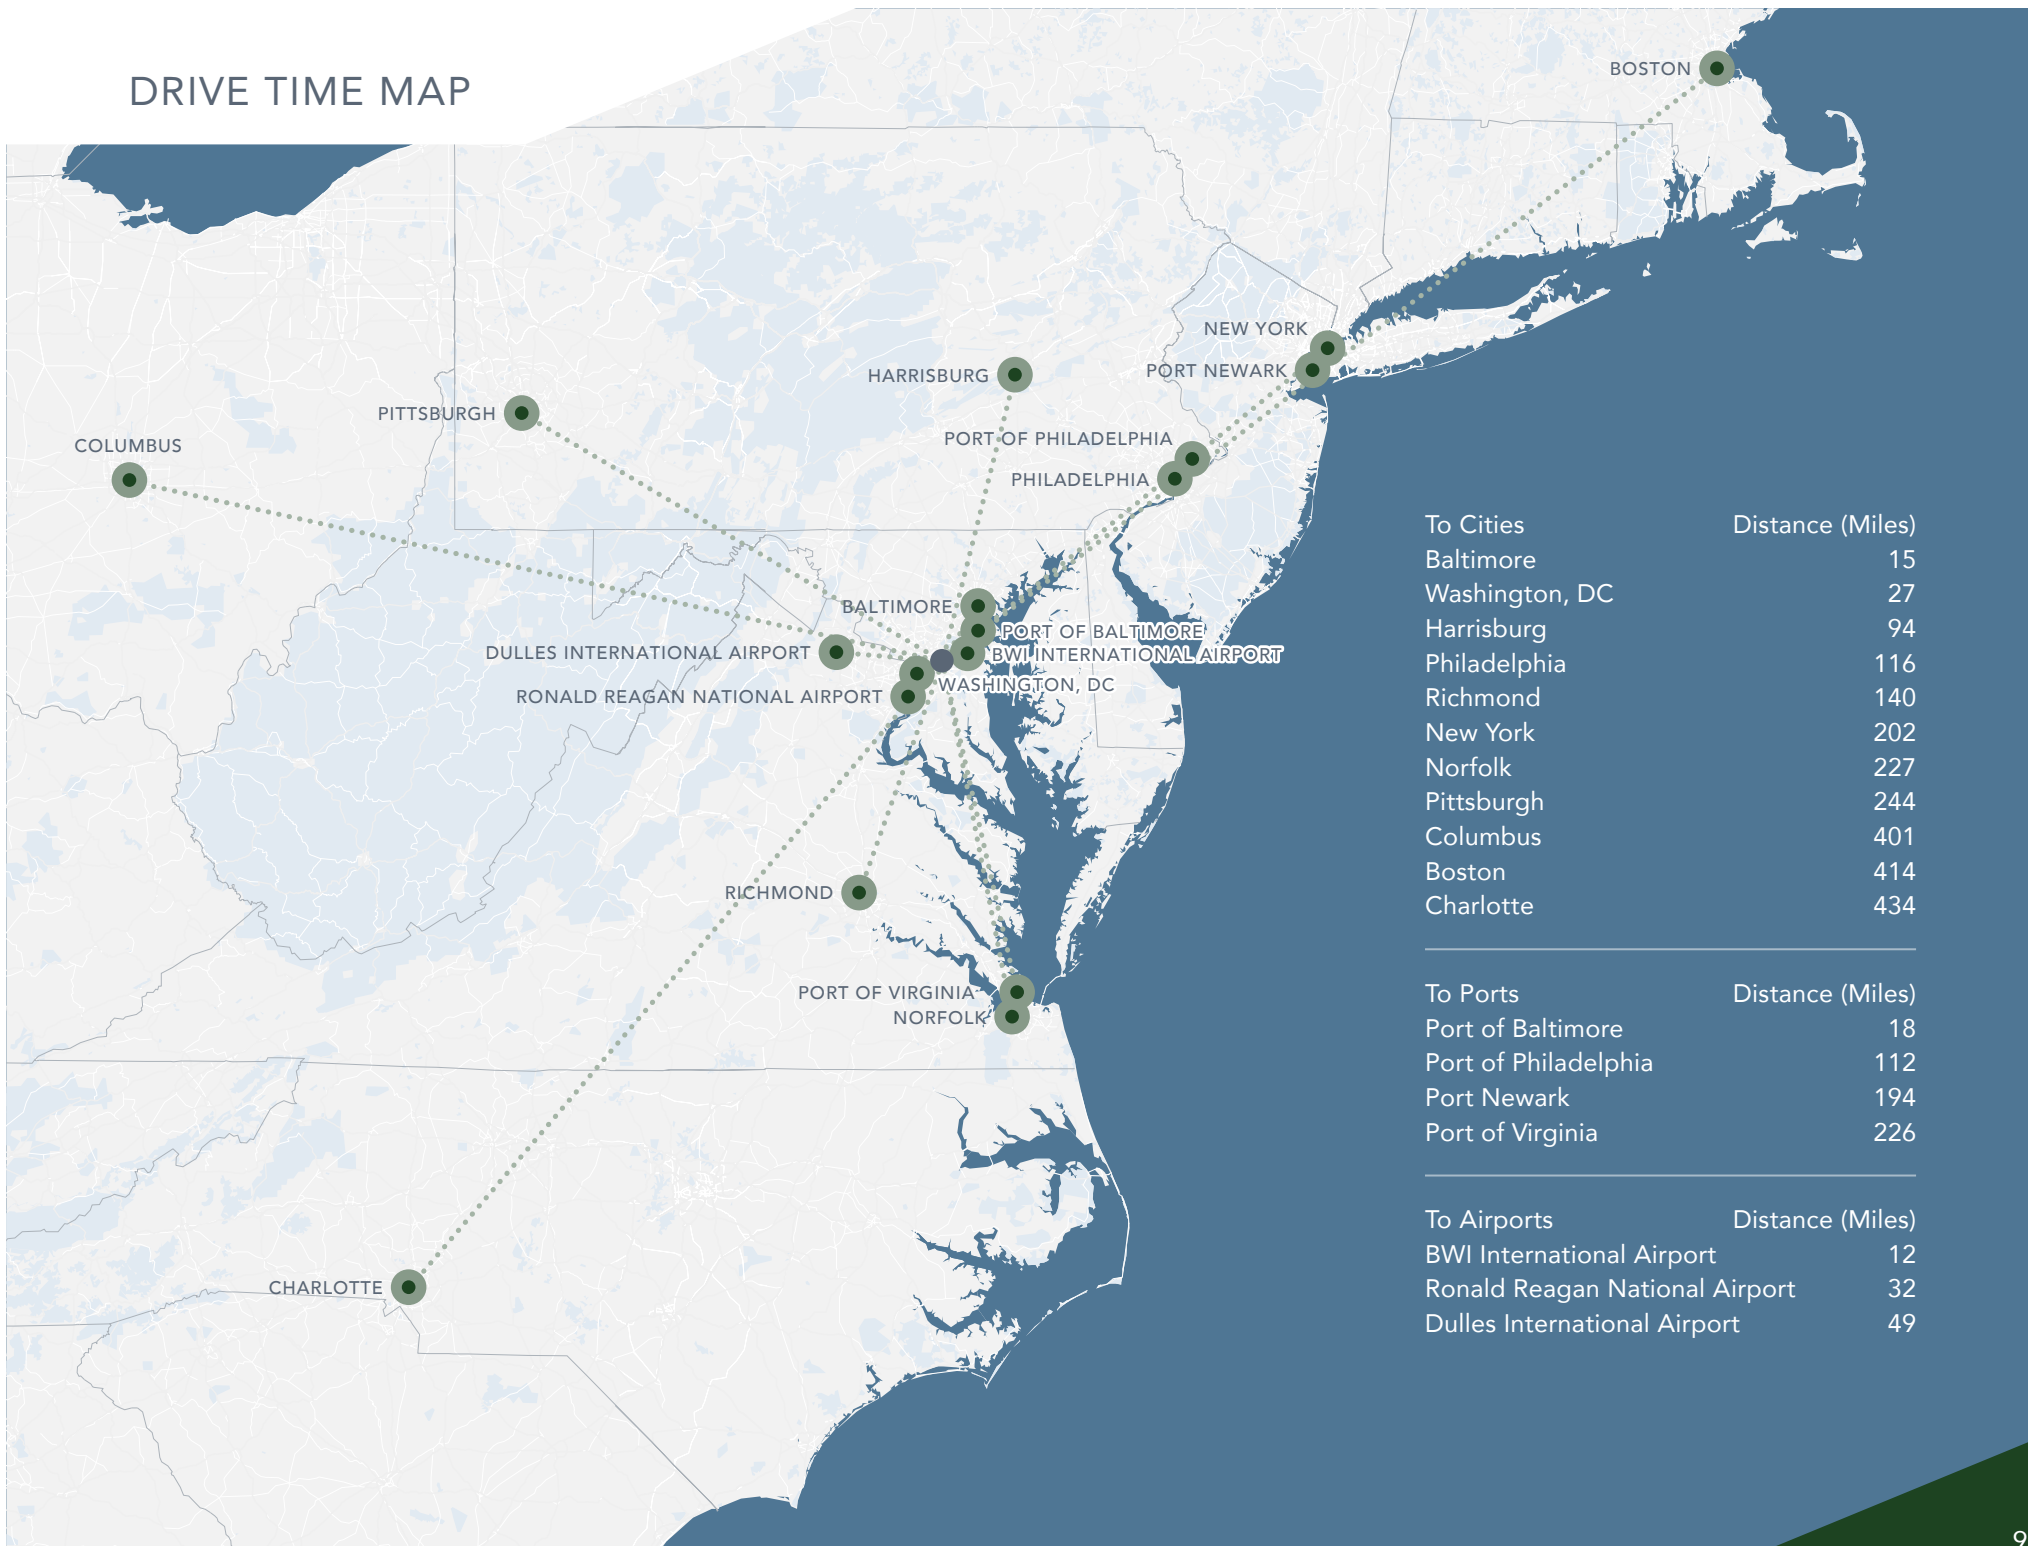 DRIVE TIME MAP
BOSTON
NEW YORK
PORT NEWARK
HARRISBURG
PITTSBURGH
COLUMBUS
PORT OF PHILADELPHIA
PHILADELPHIA
BALTIMORE
PORT OF BALTIMORE
DULLES INTERNATIONAL AIRPORT
BWI INTERNATIONAL AIRPORT
WASHINGTON, DC
RONALD REAGAN NATIONAL AIRPORT
RICHMOND
PORT OF VIRGINIA
NORFOLK
CHARLOTTE
To Cities Distance (Miles)
Baltimore 15
Washington, DC 27
Harrisburg 94
Philadelphia 116
Richmond 140
New York 202
Norfolk 227
Pittsburgh 244
Columbus 401
Boston 414
Charlotte 434
To Ports Distance (Miles)
Port of Baltimore 18
Port of Philadelphia 112
Port Newark 194
Port of Virginia 226
To Airports Distance (Miles)
BWI International Airport 12
Ronald Reagan National Airport 32
Dulles International Airport 49
9